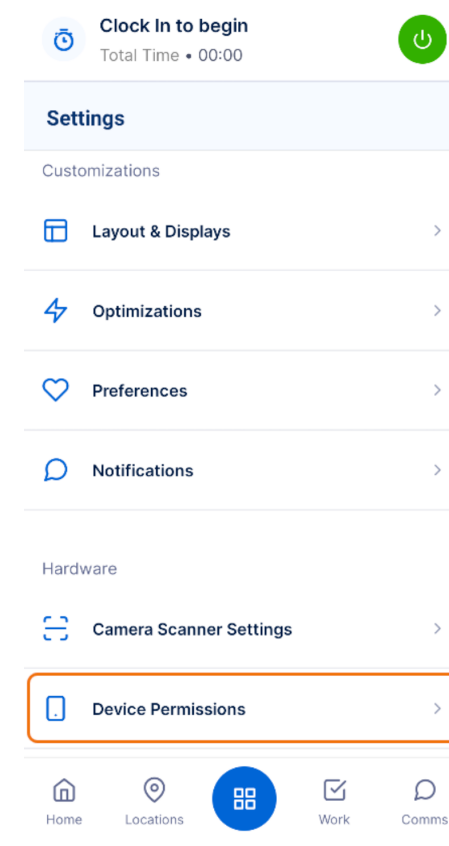 Clock In to begin
Total Time • 00:00
Settings
Customizations
Layout & Displays
Optimizations
Preferences
Notifications
Hardware
Camera Scanner Settings
Device Permissions
Home Locations Work Comms